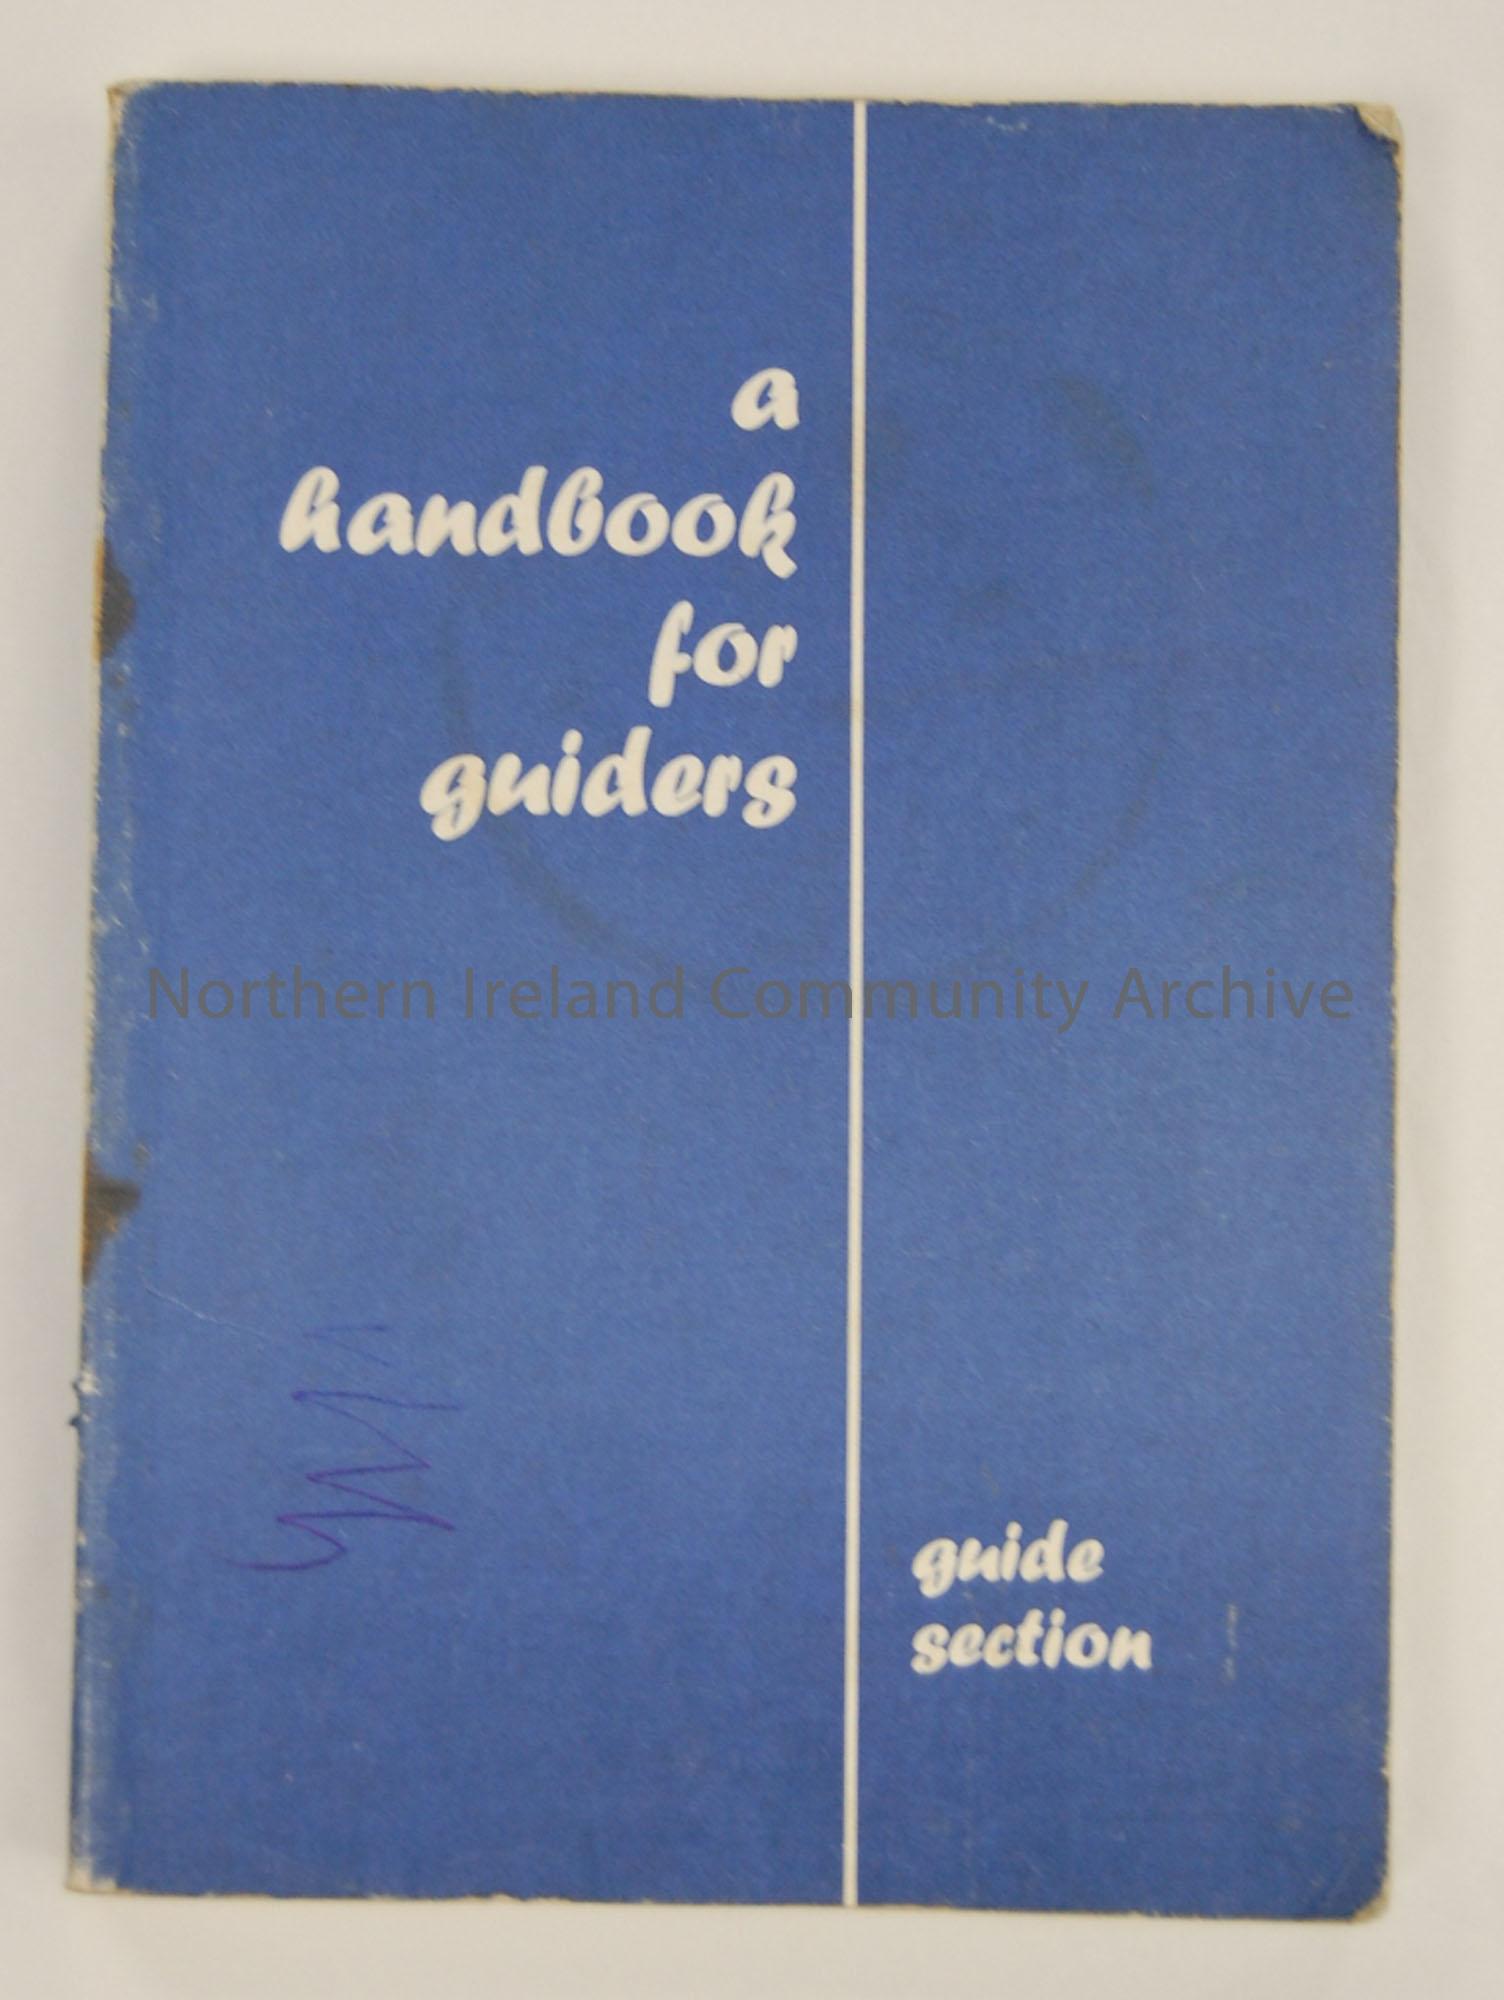 a
handbook
for
guiders
Northern Ireland Community Archive
guide
section